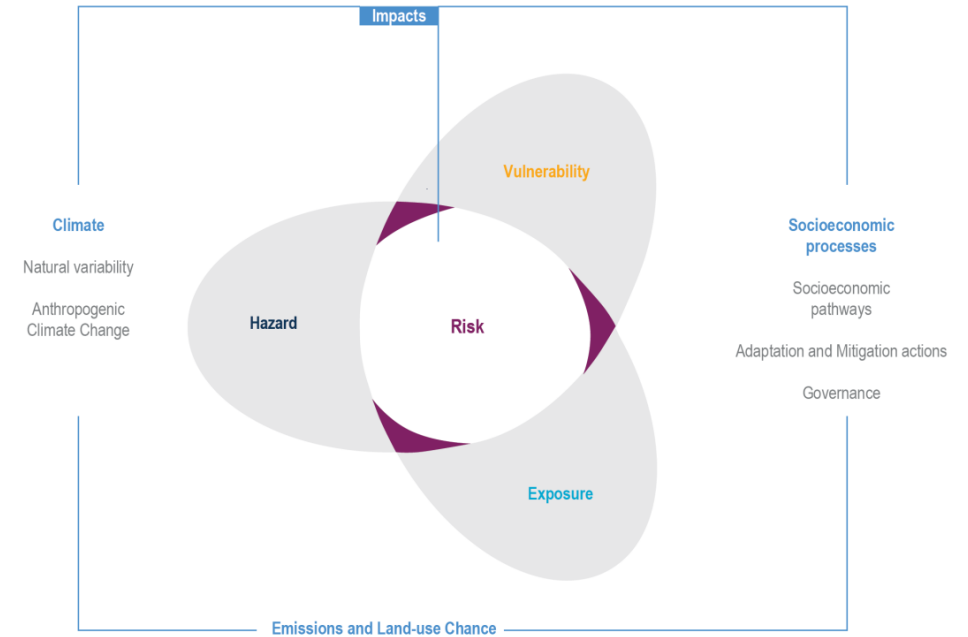 Impacts
Vulnerability
Climate
Natural variability
Anthropogenic
Climate Change
Hazard
Risk
Socioeconomic
processes
Socioeconomic
pathways
Adaptation and Mitigation actions
Governance
Exposure
Emissions and Land-use Chance